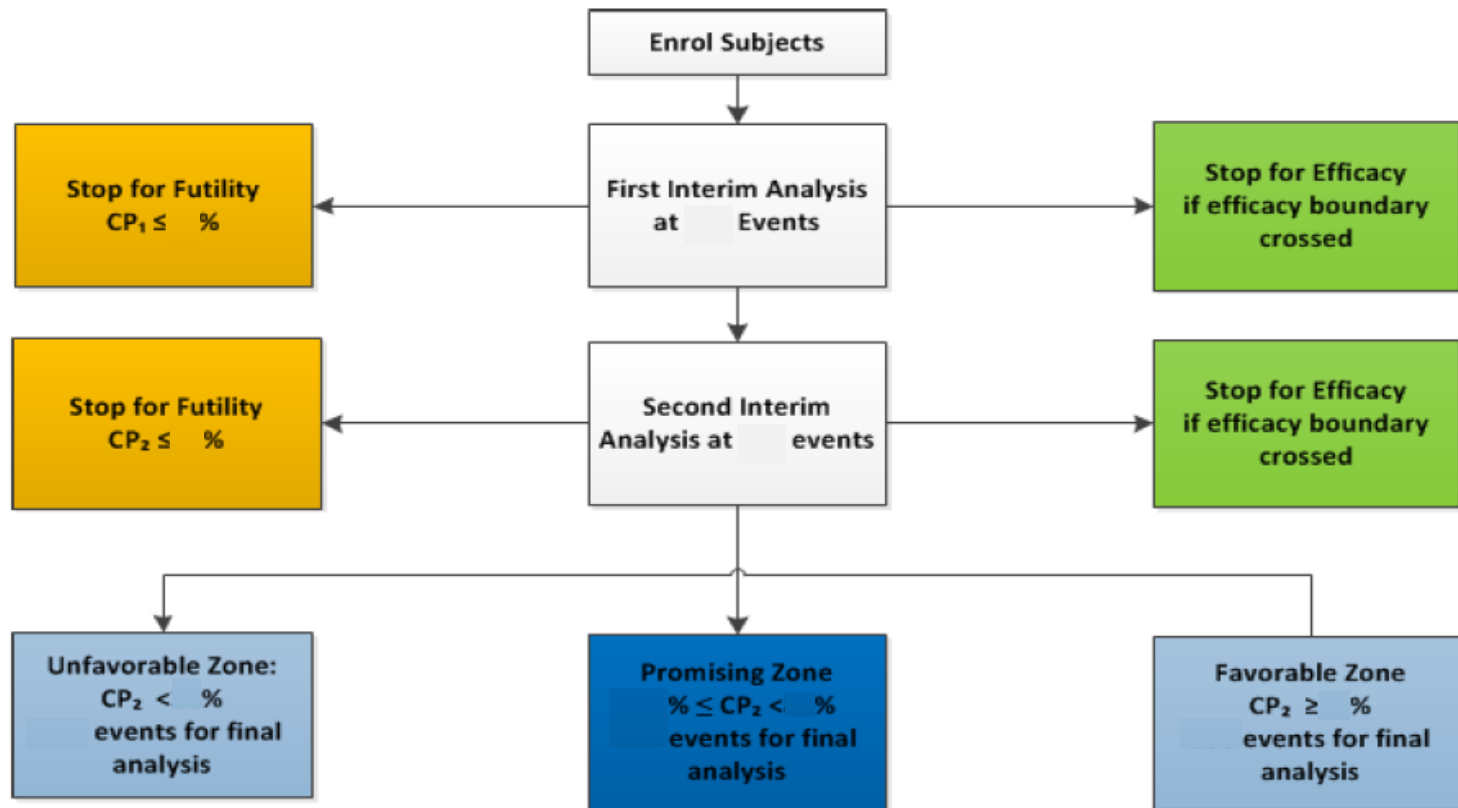 Enrol Subjects
Stop for Futility
CP₁ ≤ %
First Interim Analysis
at Events
Stop for Efficacy
if efficacy boundary
crossed
Stop for Futility
CP₂ ≤ %
Second Interim
Analysis at events
Stop for Efficacy
if efficacy boundary
crossed
Unfavorable Zone:
CP₂ < %
events for final
analysis
Promising Zone
% ≤ CP₂ < %
events for final
analysis
Favorable Zone
CP₂ ≥ %
events for final
analysis